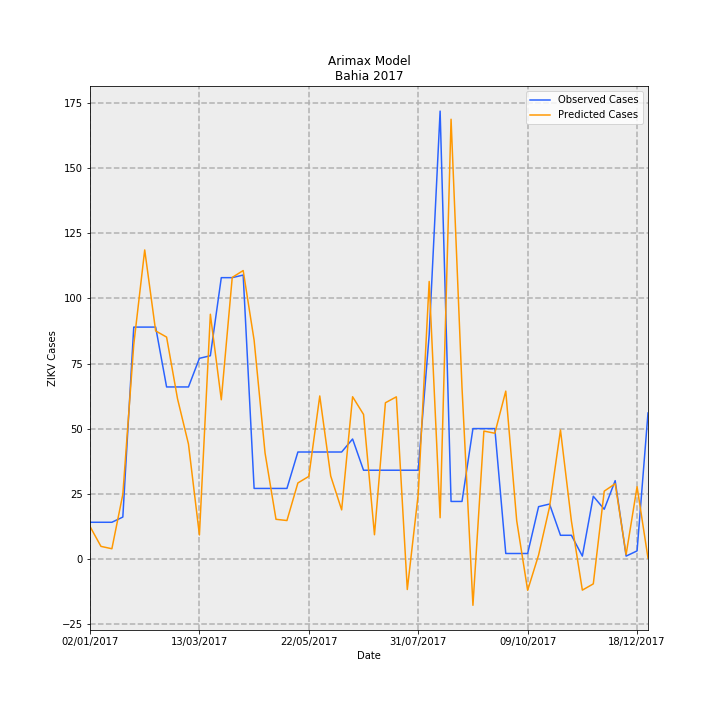 Arimax Model
Bahia 2017
Observed Cases
Predicted Cases
ZIKV Cases
175
150
125
100
75
50
25
0
−25
02/01/2017
13/03/2017
22/05/2017
31/07/2017
09/10/2017
18/12/2017
Date